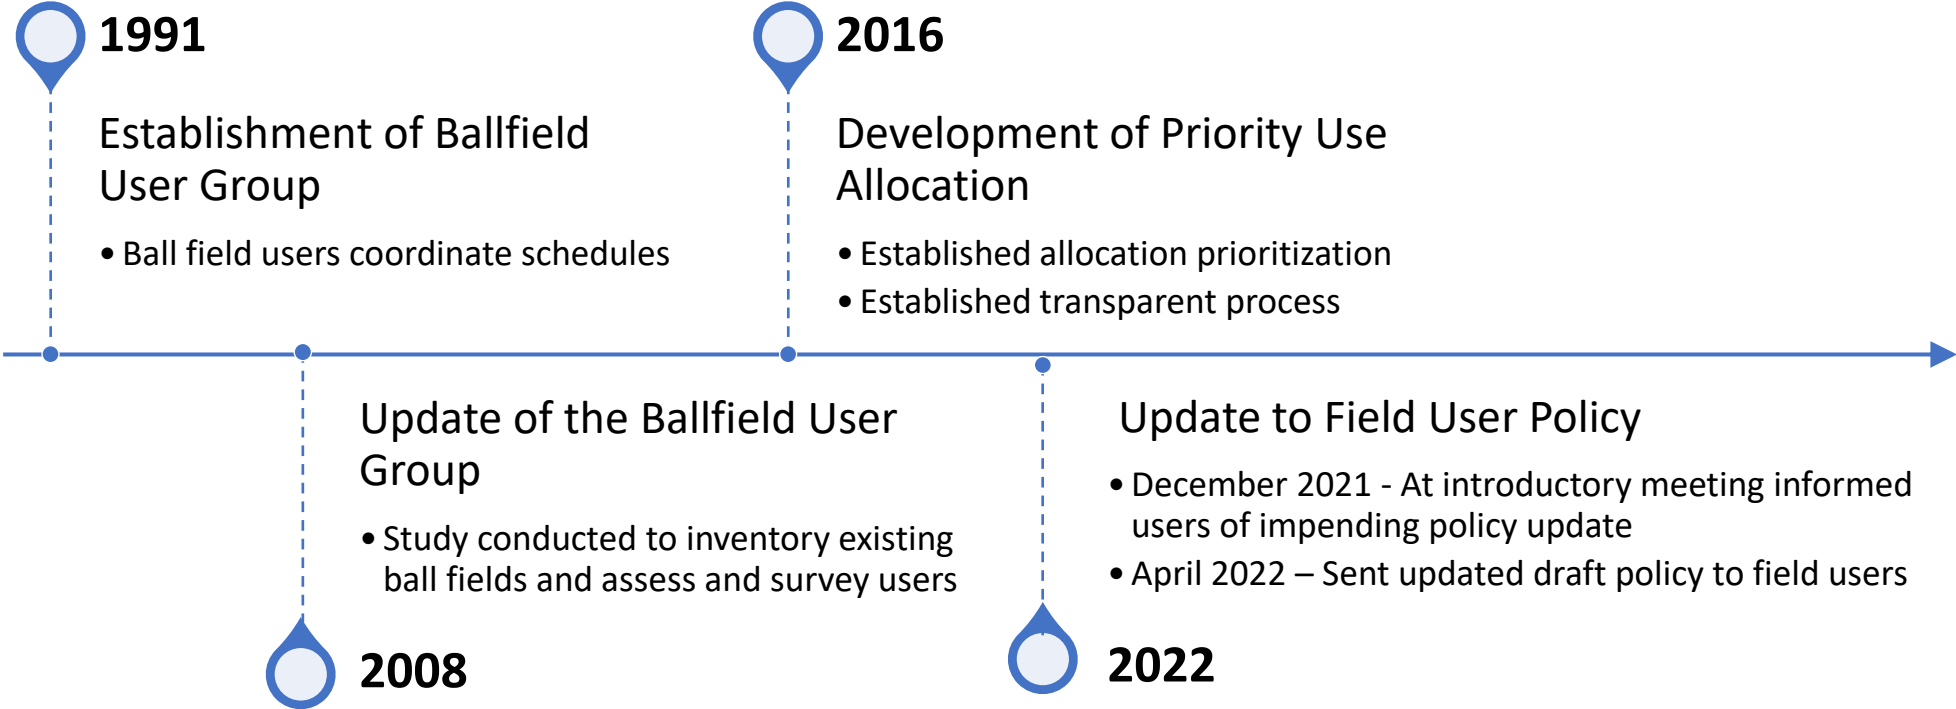 1991
Establishment of Ballfield
User Group
• Ball field users coordinate schedules
2008
Update of the Ballfield User
Group
• Study conducted to inventory existing
ball fields and assess and survey users
2016
Development of Priority Use
Allocation
• Established allocation prioritization
• Established transparent process
2022
Update to Field User Policy
• December 2021 - At introductory meeting informed
users of impending policy update
• April 2022 – Sent updated draft policy to field users